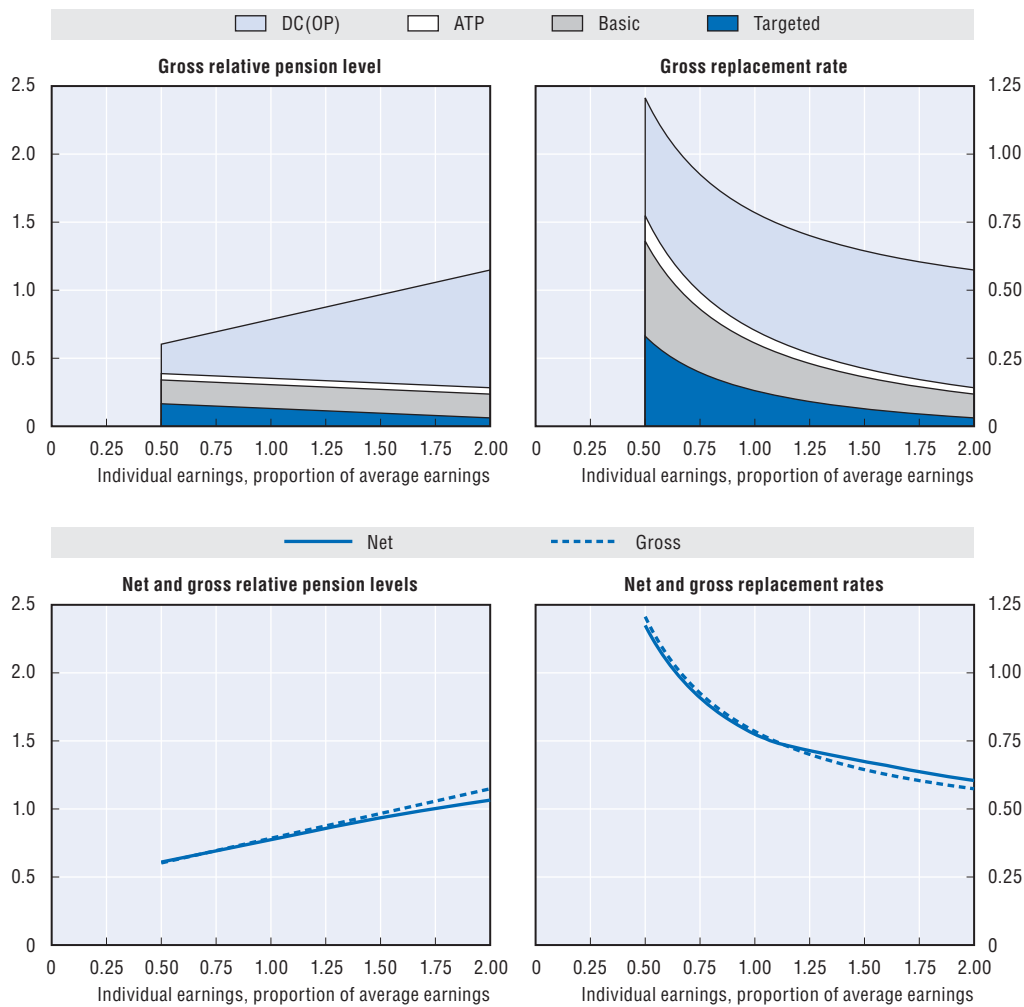 DC(OP) ATP Basic Targeted
Gross relative pension level Gross replacement rate
2.5 1.25
2.0 1.00
1.5 0.75
1.0 0.50
0.5 0.25
0 0
0 0.25 0.50 0.75 1.00 1.25 1.50 1.75 2.00 0 0.25 0.50 0.75 1.00 1.25 1.50 1.75 2.00
Individual earnings, proportion of average earnings Individual earnings, proportion of average earnings
Net Gross
Net and gross relative pension levels Net and gross replacement rates
2.5 1.25
2.0 1.00
1.5 0.75
1.0 0.50
0.5 0.25
0 0
0 0.25 0.50 0.75 1.00 1.25 1.50 1.75 2.00 0 0.25 0.50 0.75 1.00 1.25 1.50 1.75 2.00
Individual earnings, proportion of average earnings Individual earnings, proportion of average earnings